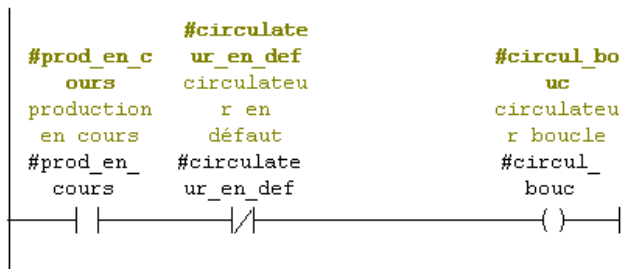 #circulate
#prod_en_c ur_en_def #circul_bo
ours circulateu uc
production r en circulateu
en cours défaut r boucle
#prod_en_ #circulate #circul_
cours ur_en_def bouc